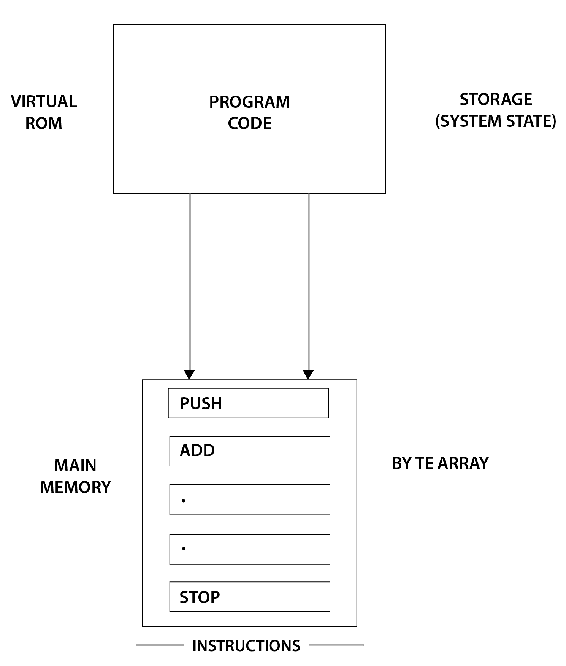 VIRTUAL
ROM
PROGRAM
CODE
STORAGE
(SYSTEM STATE)
PUSH
ADD
.
.
STOP
MAIN
MEMORY
BY TE ARRAY
INSTRUCTIONS